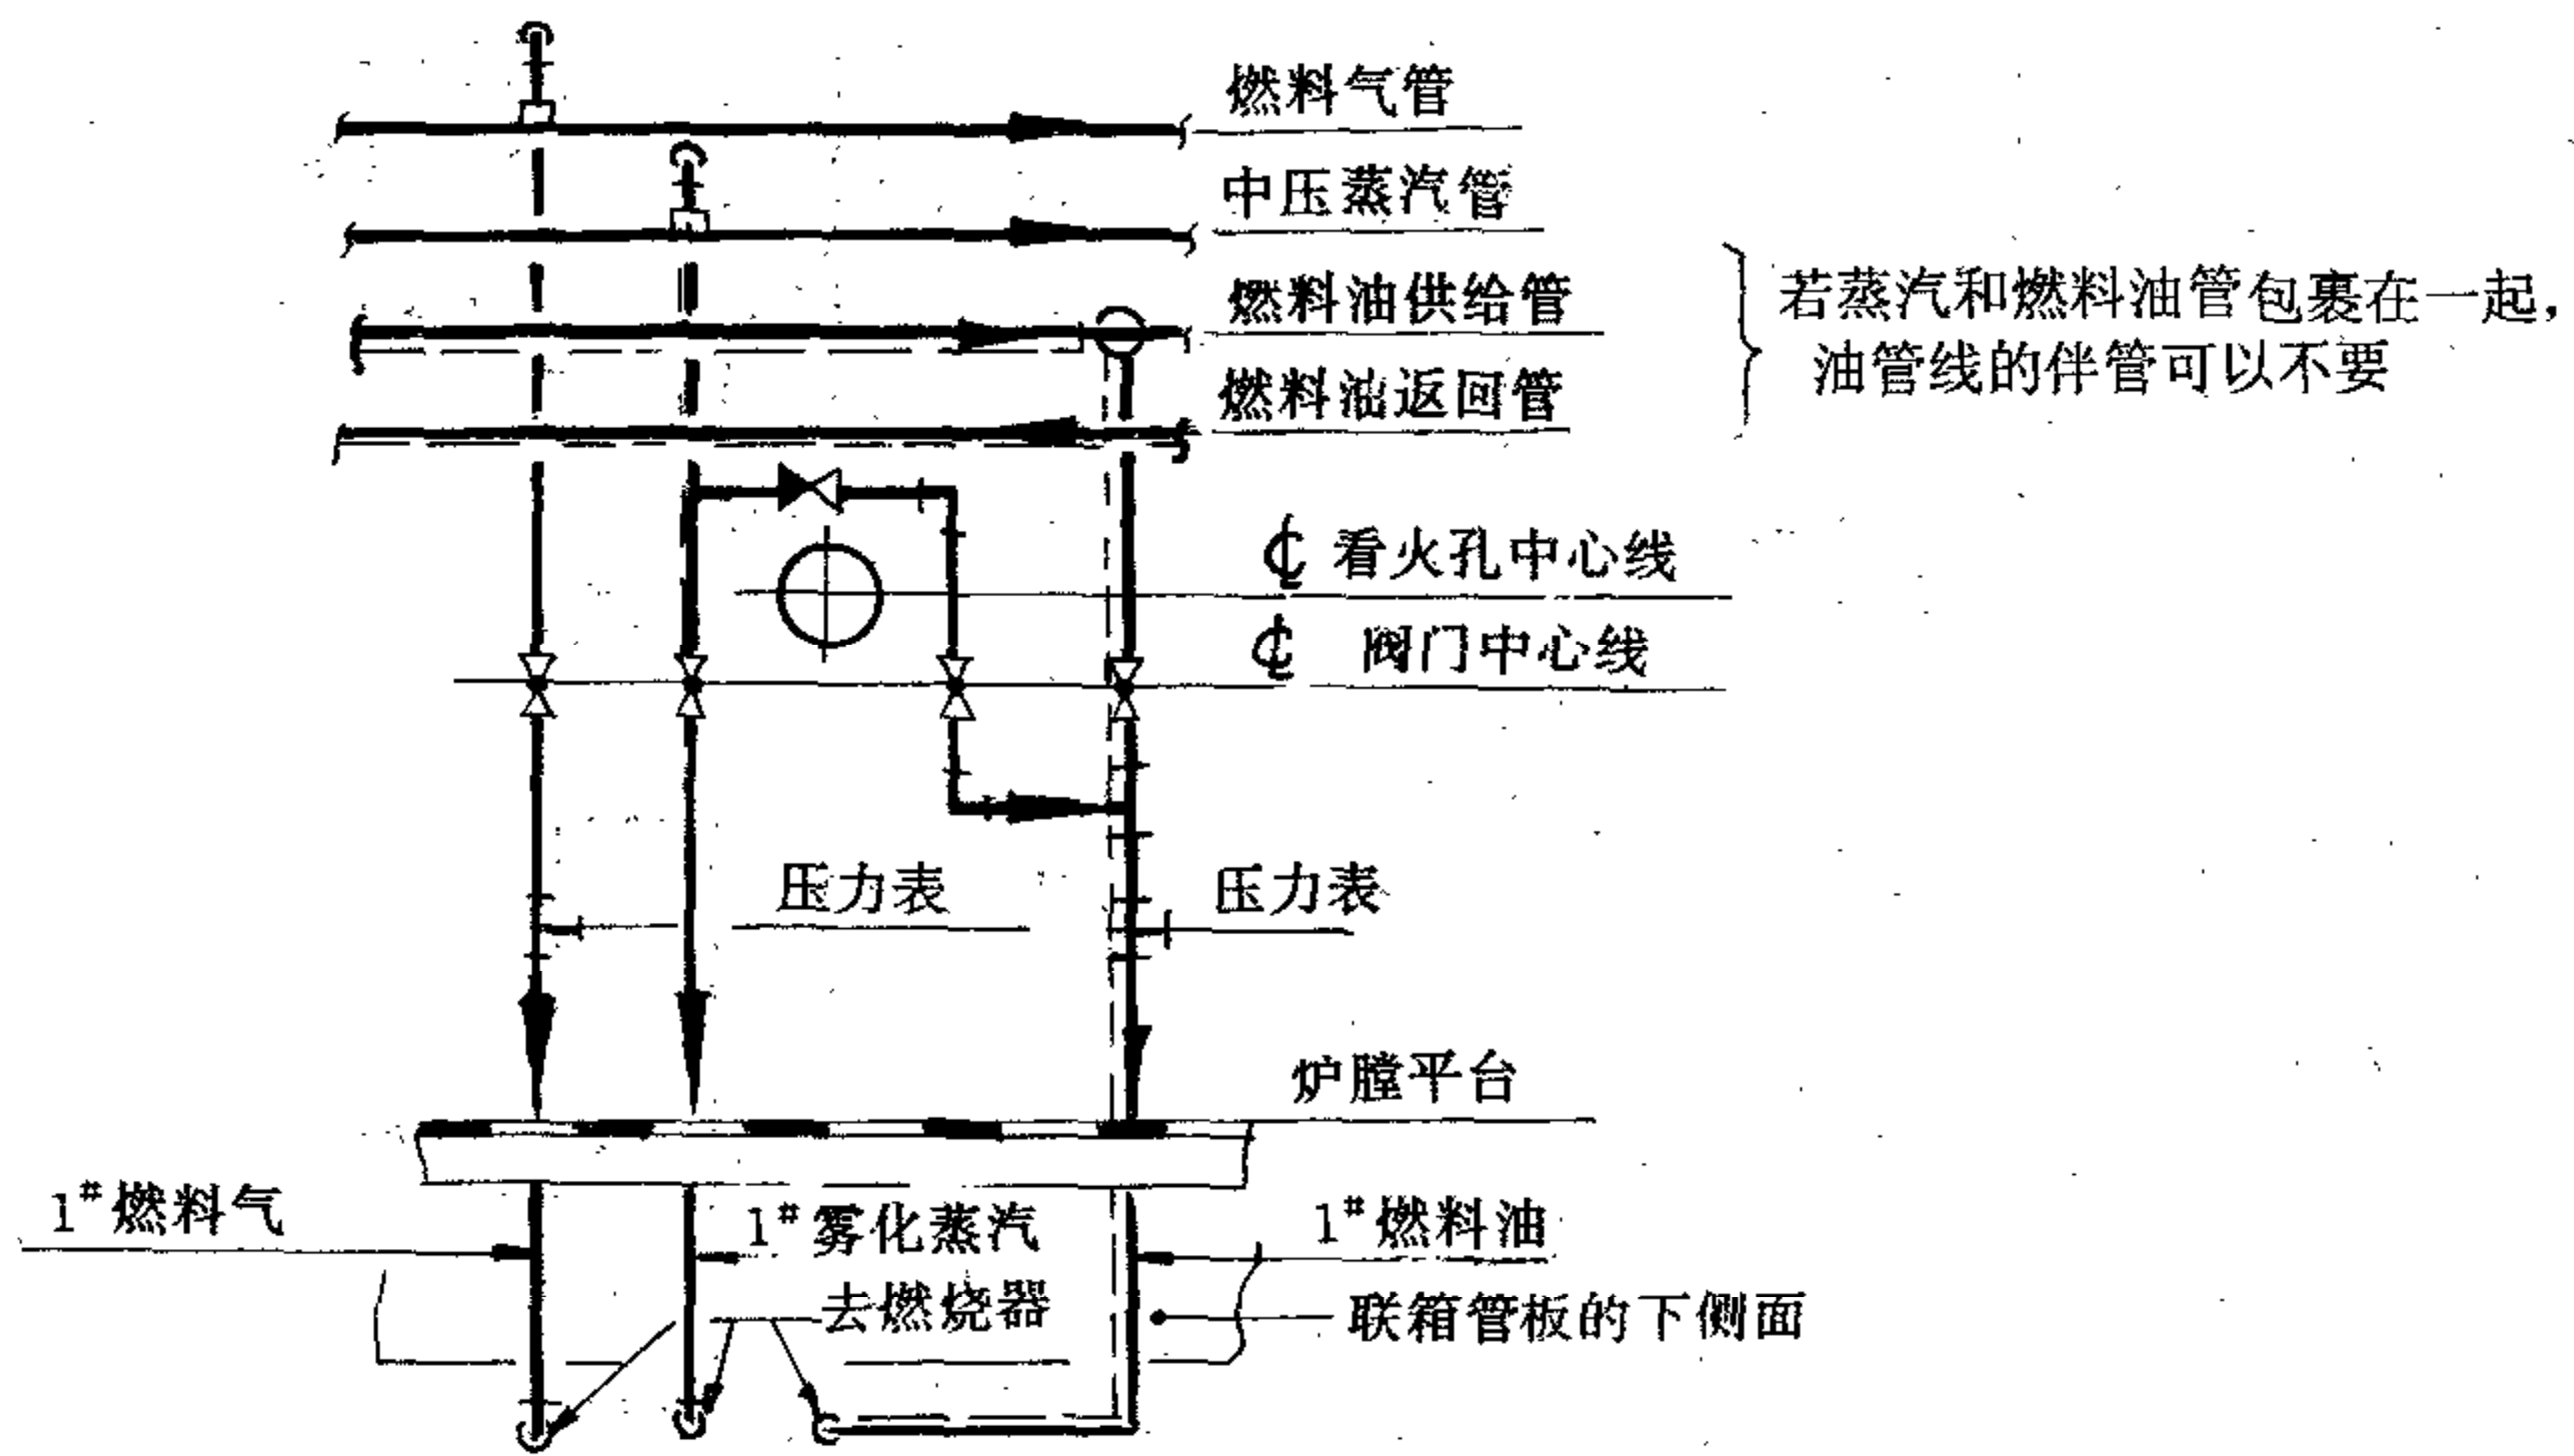 燃料气管
中压蒸汽管
燃料油供给管
若蒸汽和燃料油管包裹在一起,
油管线的伴管可以不要
燃料油返回管
℄ 看火孔中心线
℄ 阀门中心线
压力表
压力表
炉膛平台
1#燃料气
1#雾化蒸汽
1#燃料油
去燃烧器
联箱管板的下侧面